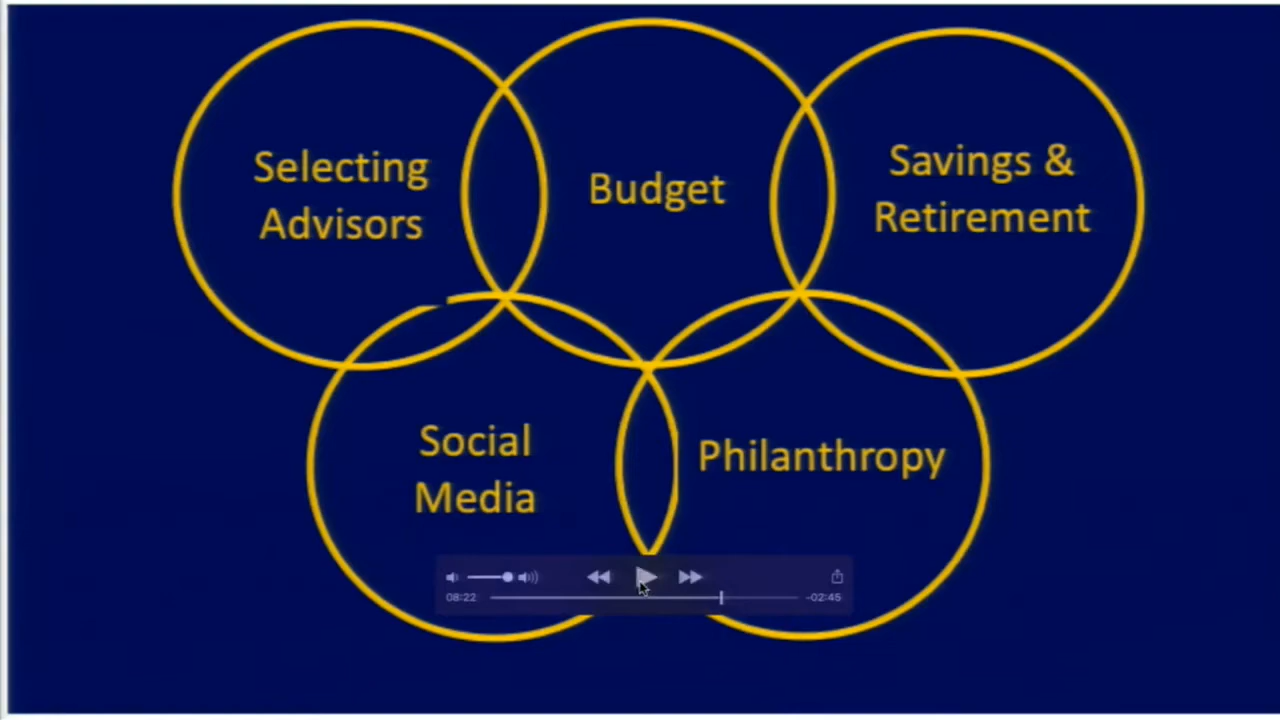 Selecting
Advisors
Budget
Savings &
Retirement
Social
Media
Philanthropy
08:22
-02:45